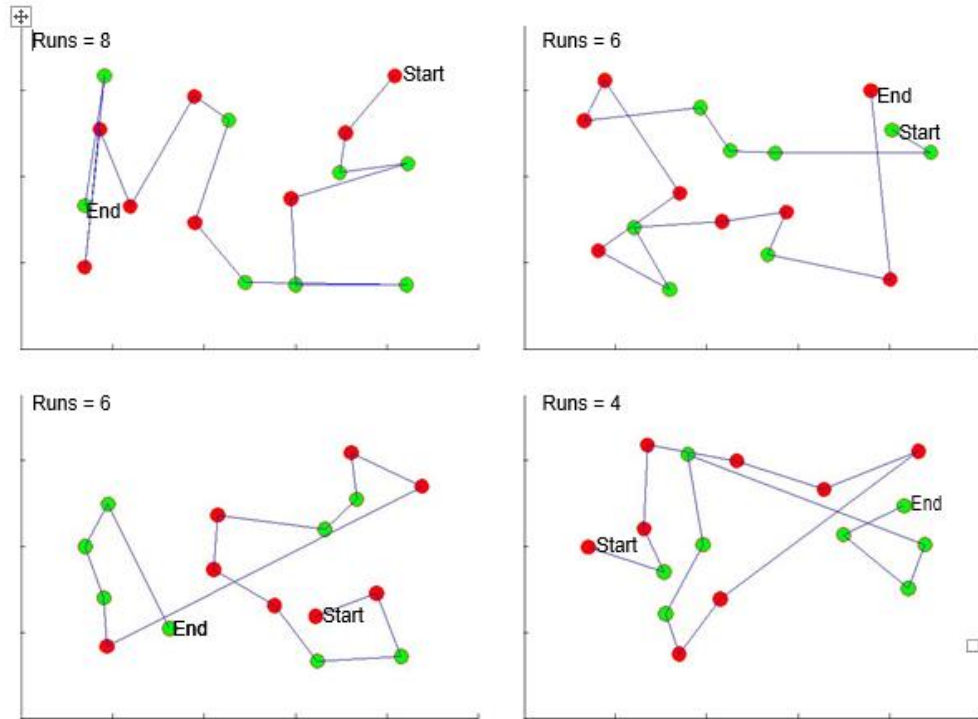 Runs = 8
Start
End
Runs = 6
End
Start
Runs = 6
Start
End
Runs = 4
Start
End